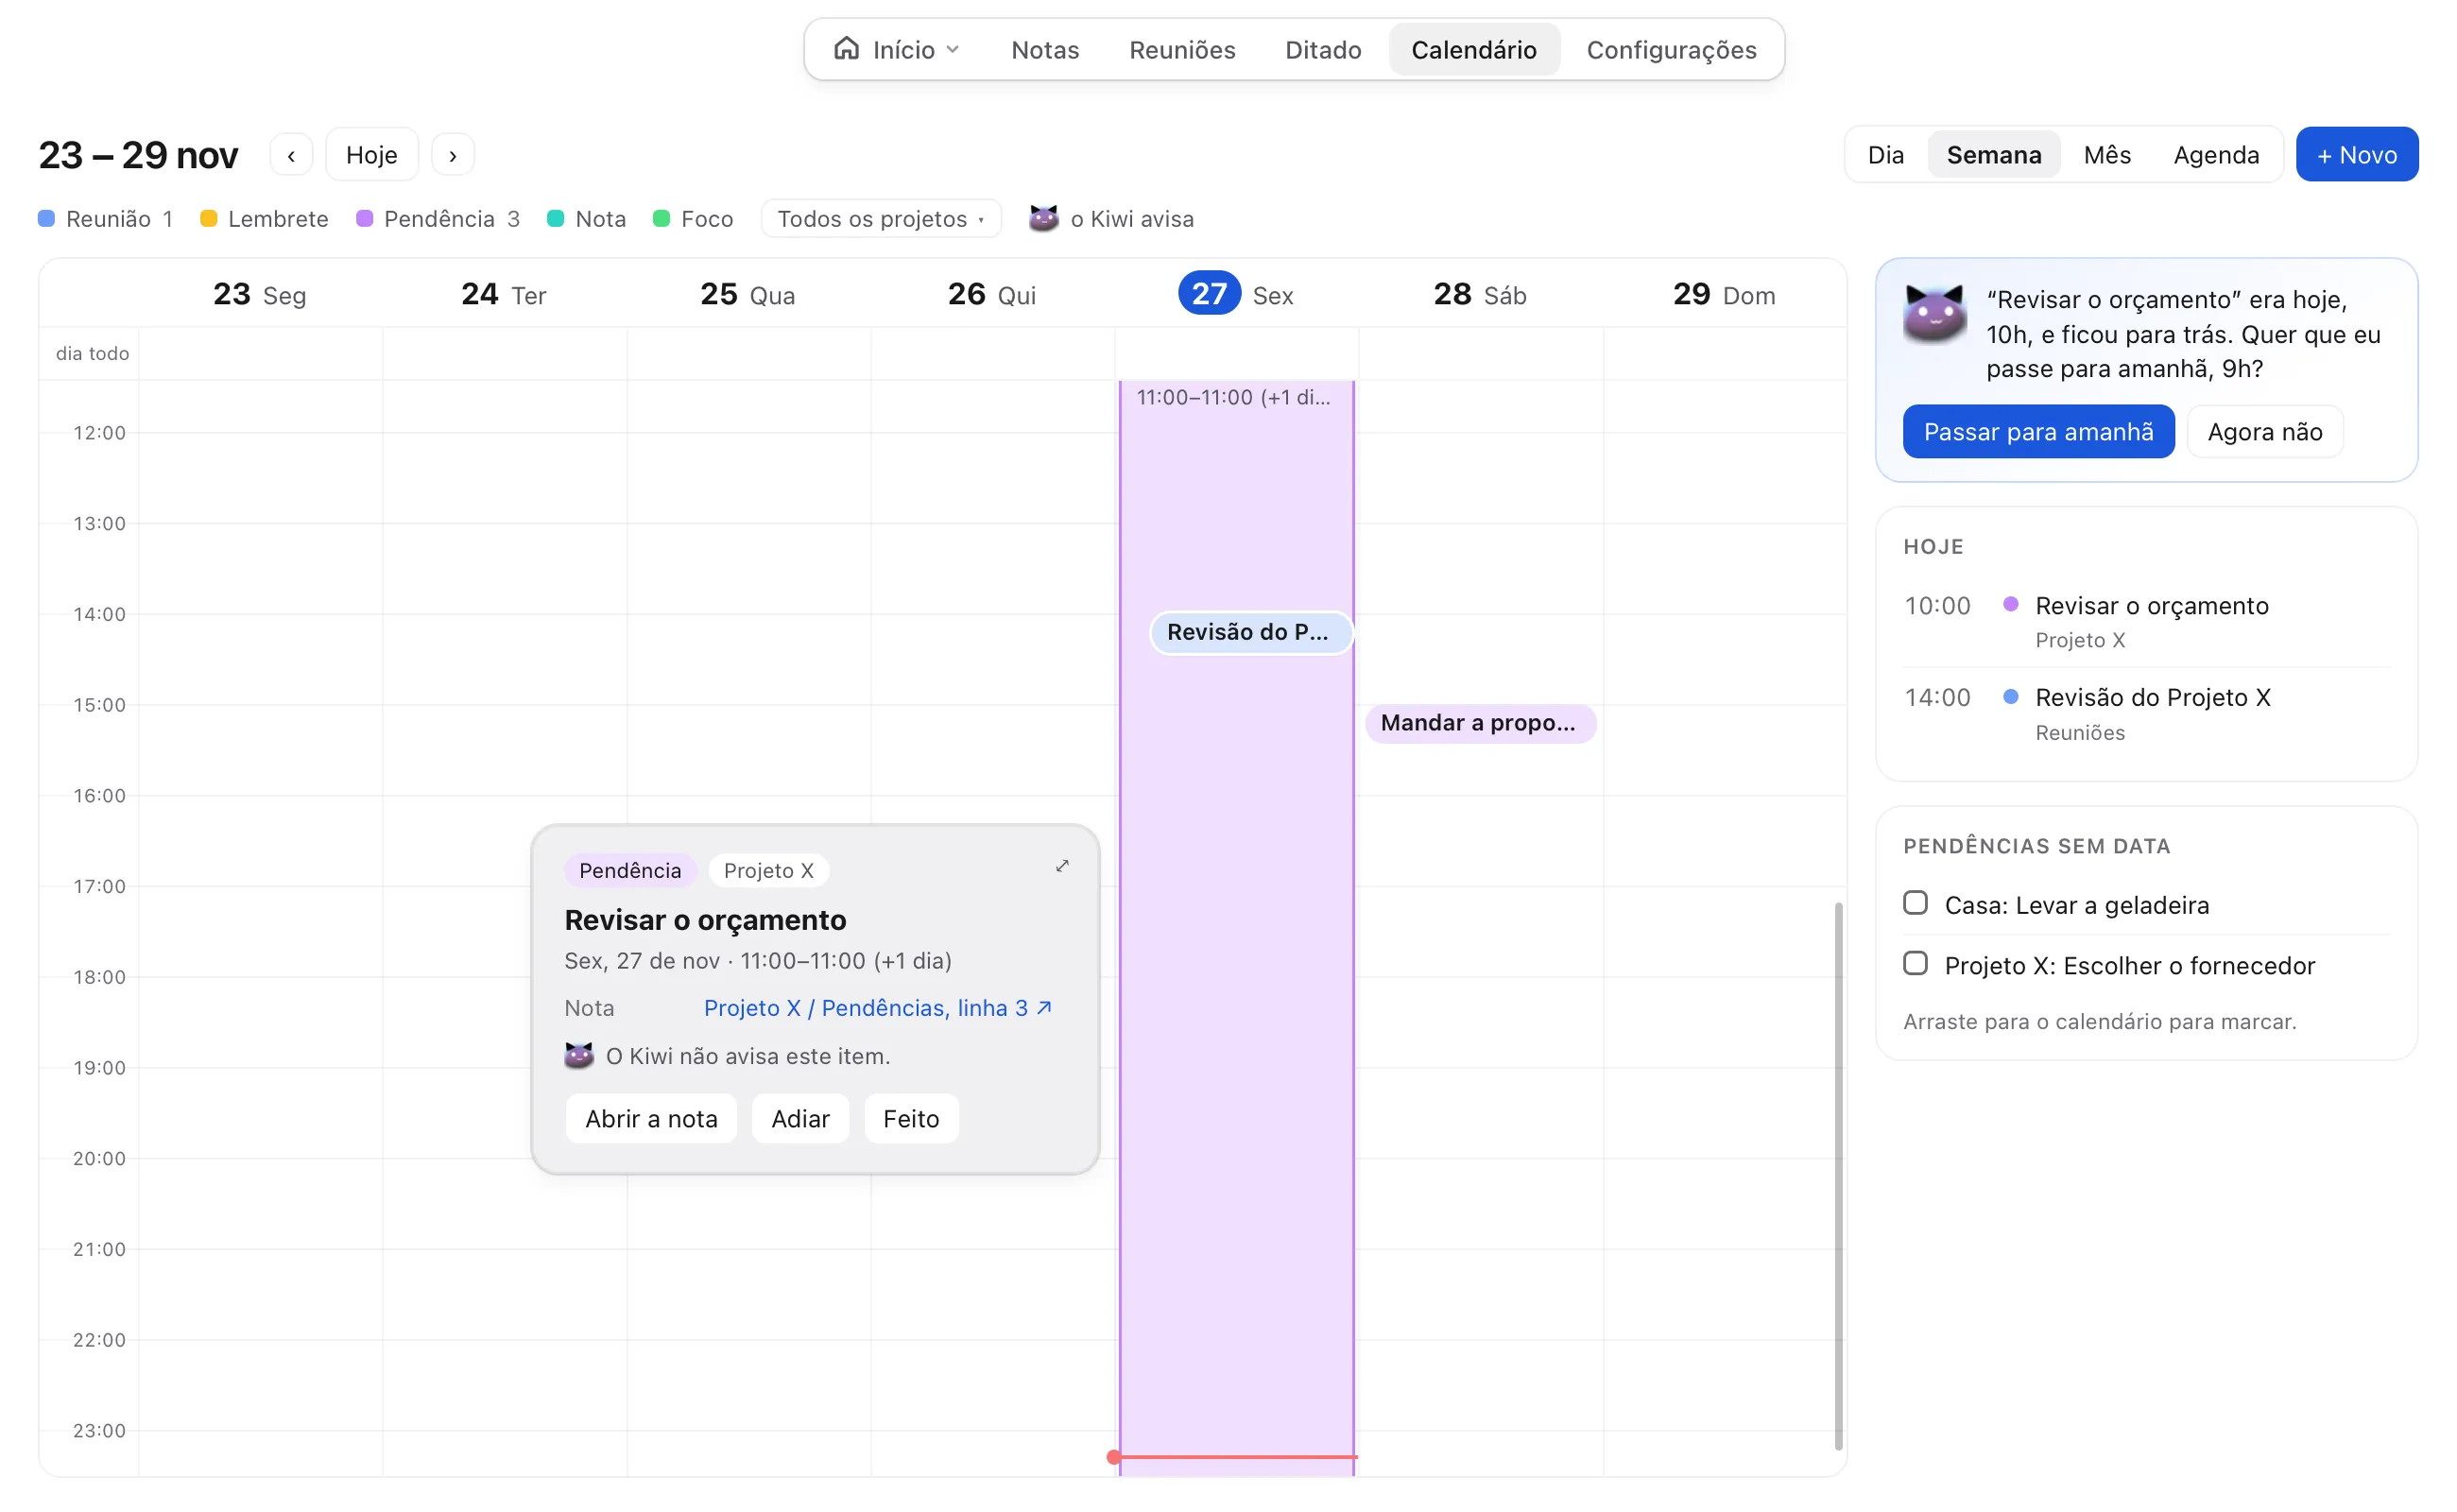 Início
Notas
Reuniões
Ditado
Calendário
Configurações
23 – 29 nov
‹
Hoje
›
Dia
Semana
Mês
Agenda
+ Novo
Reunião 1
Lembrete
Pendência 3
Nota
Foco
Todos os projetos
o Kiwi avisa
23 Seg
24 Ter
25 Qua
26 Qui
27 Sex
28 Sáb
29 Dom
dia todo
11:00–11:00 (+1 di...
12:00
13:00
14:00
Revisão do P...
15:00
Mandar a propo...
16:00
17:00
18:00
19:00
20:00
21:00
22:00
23:00
Pendência
Projeto X
Revisar o orçamento
Sex, 27 de nov · 11:00–11:00 (+1 dia)
Nota
Projeto X / Pendências, linha 3 ↗
O Kiwi não avisa este item.
Abrir a nota
Adiar
Feito
“Revisar o orçamento” era hoje,
10h, e ficou para trás. Quer que eu
passe para amanhã, 9h?
Passar para amanhã
Agora não
HOJE
10:00
Revisar o orçamento
Projeto X
14:00
Revisão do Projeto X
Reuniões
PENDÊNCIAS SEM DATA
Casa: Levar a geladeira
Projeto X: Escolher o fornecedor
Arraste para o calendário para marcar.